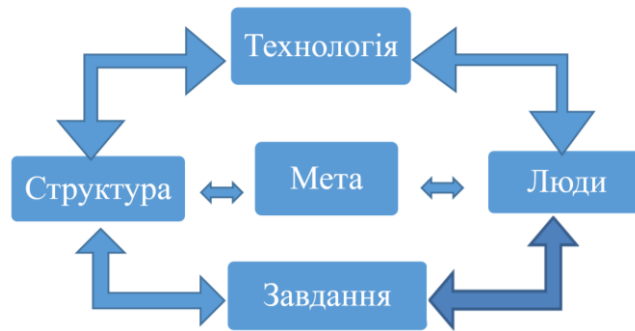 Технологія
Структура
Мета
Люди
Завдання